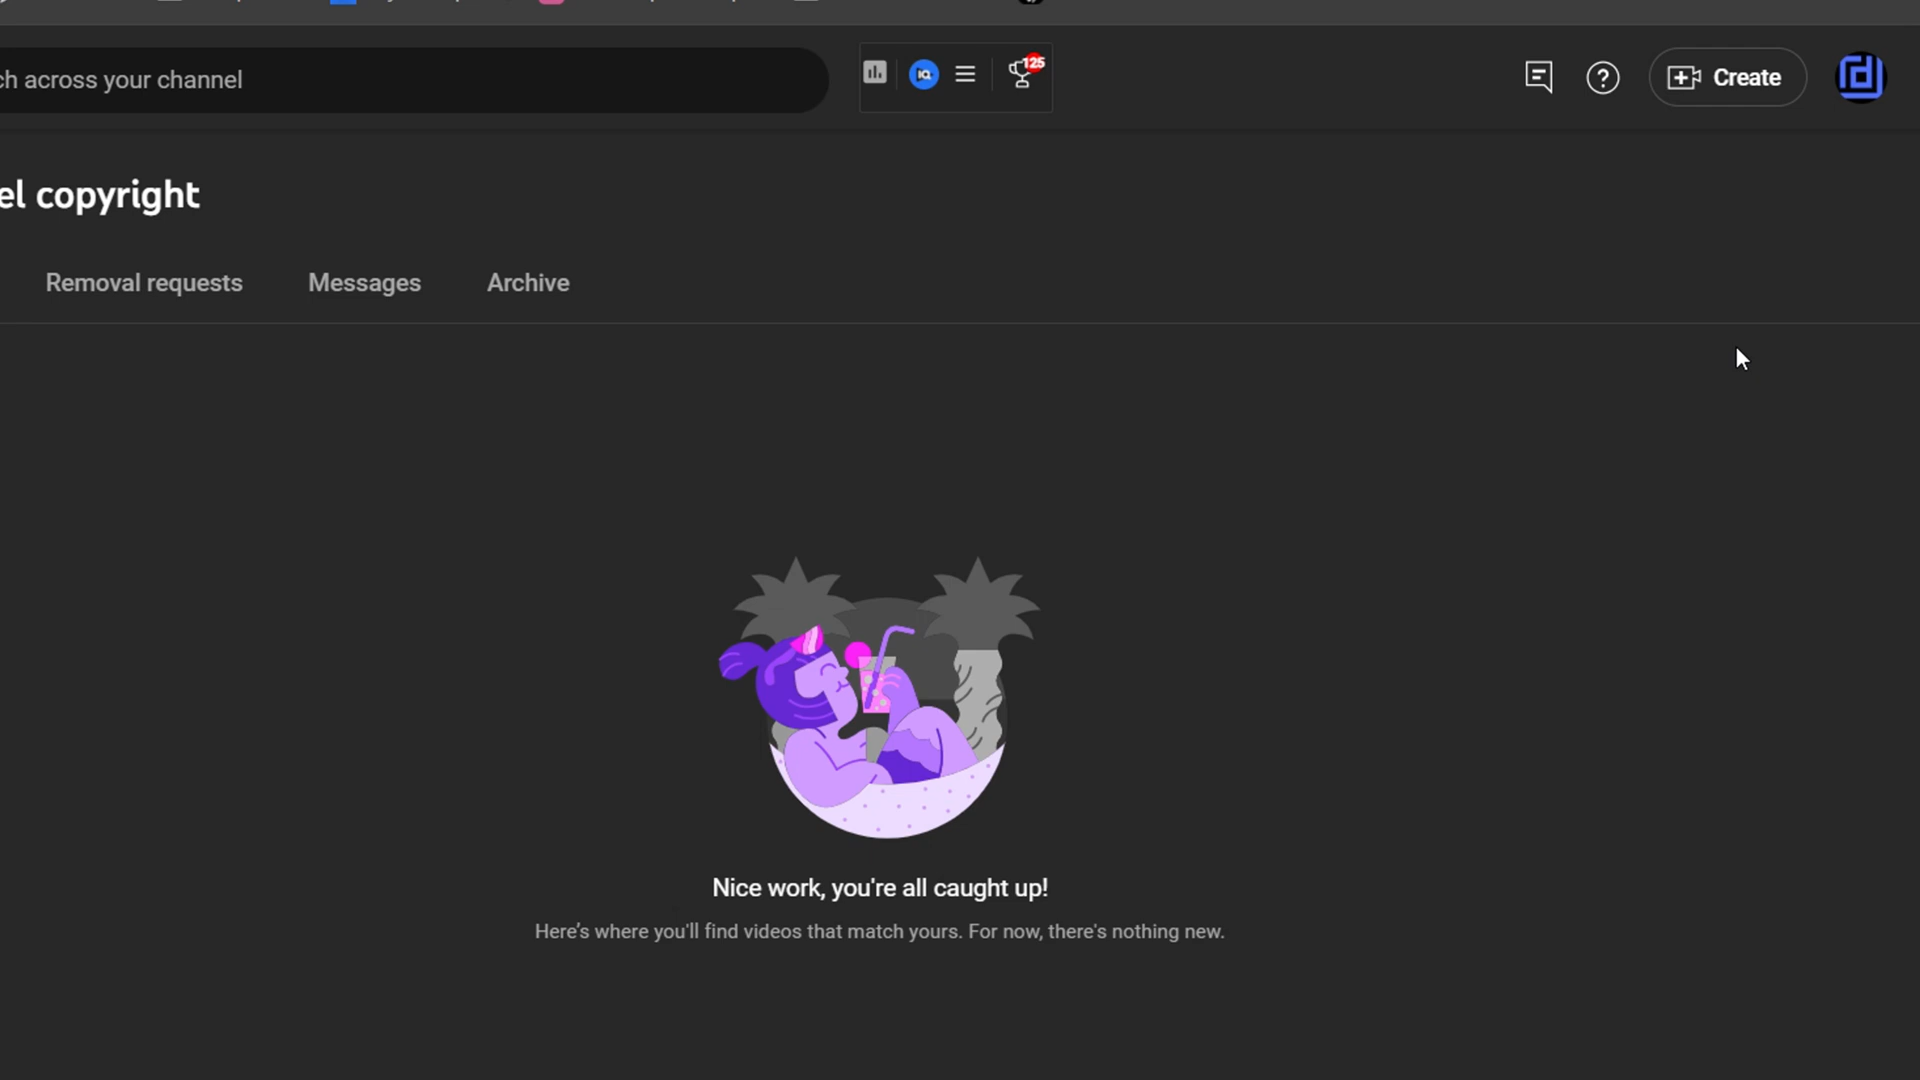 ch across your channel
125
Create
el copyright
Removal requests
Messages
Archive
Nice work, you're all caught up!
Here's where you'll find videos that match yours. For now, there's nothing new.